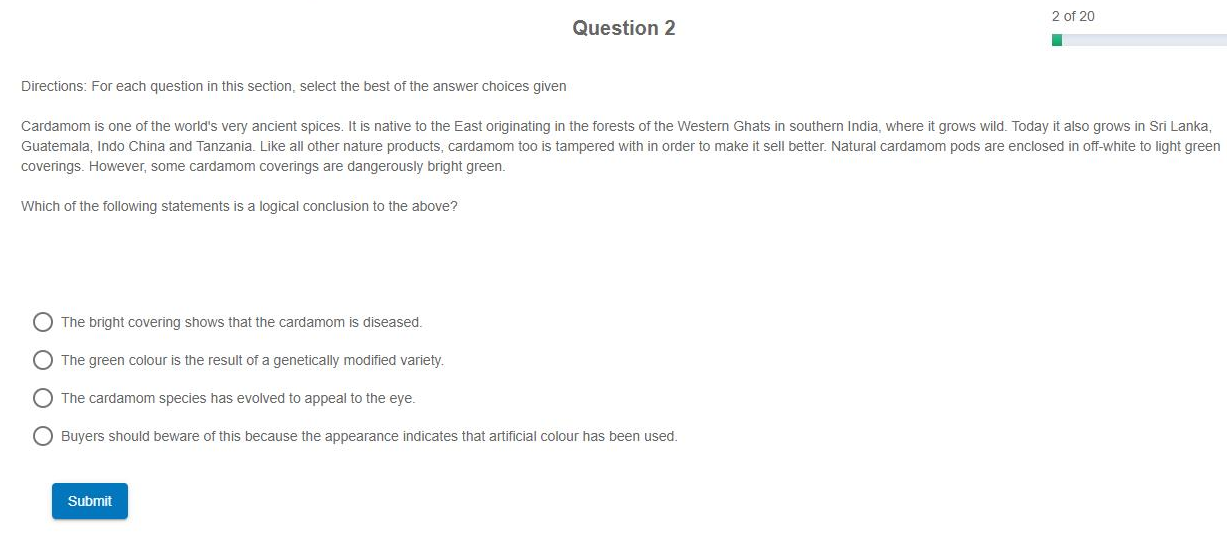 Question 2
2 of 20
Directions: For each question in this section, select the best of the answer choices given
Cardamom is one of the world's very ancient spices. It is native to the East originating in the forests of the Western Ghats in southern India, where it grows wild. Today it also grows in Sri Lanka,
Guatemala, Indo China and Tanzania. Like all other nature products, cardamom too is tampered with in order to make it sell better. Natural cardamom pods are enclosed in off-white to light green
coverings. However, some cardamom coverings are dangerously bright green.
Which of the following statements is a logical conclusion to the above?
The bright covering shows that the cardamom is diseased.
The green colour is the result of a genetically modified variety.
The cardamom species has evolved to appeal to the eye.
Buyers should beware of this because the appearance indicates that artificial colour has been used.
Submit